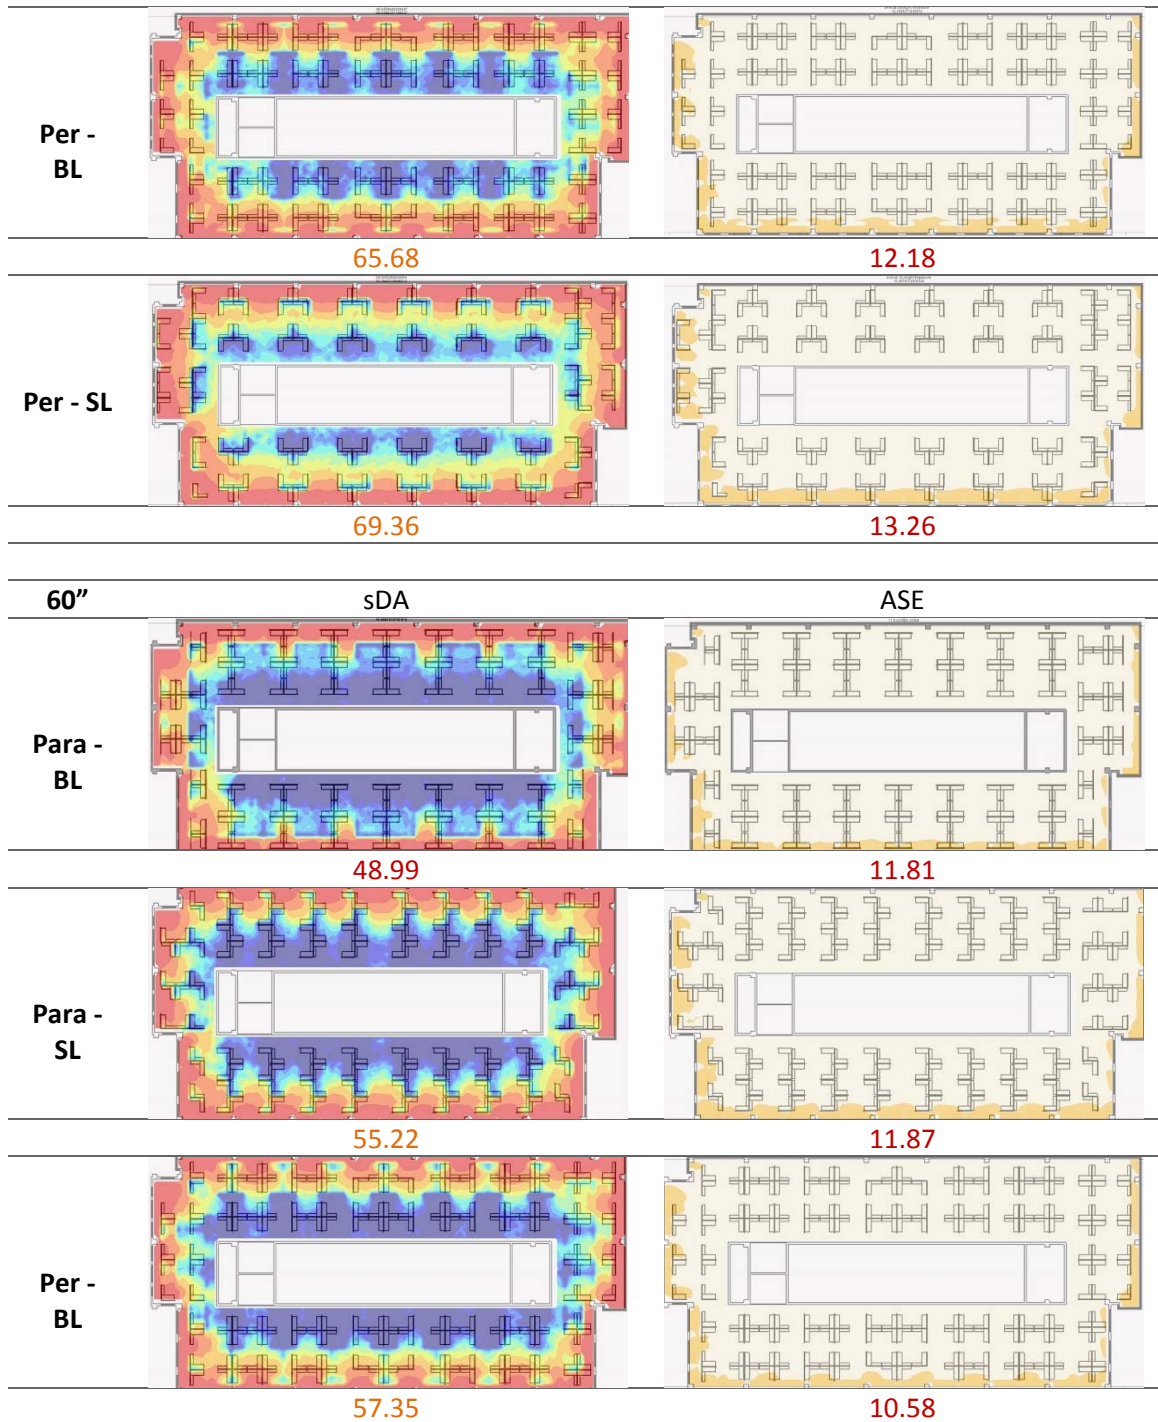 Per -
BL
65.68 12.18
Per - SL
69.36 13.26
60” sDA ASE
Para -
BL
48.99 11.81
Para -
SL
55.22 11.87
Per -
BL
57.35 10.58